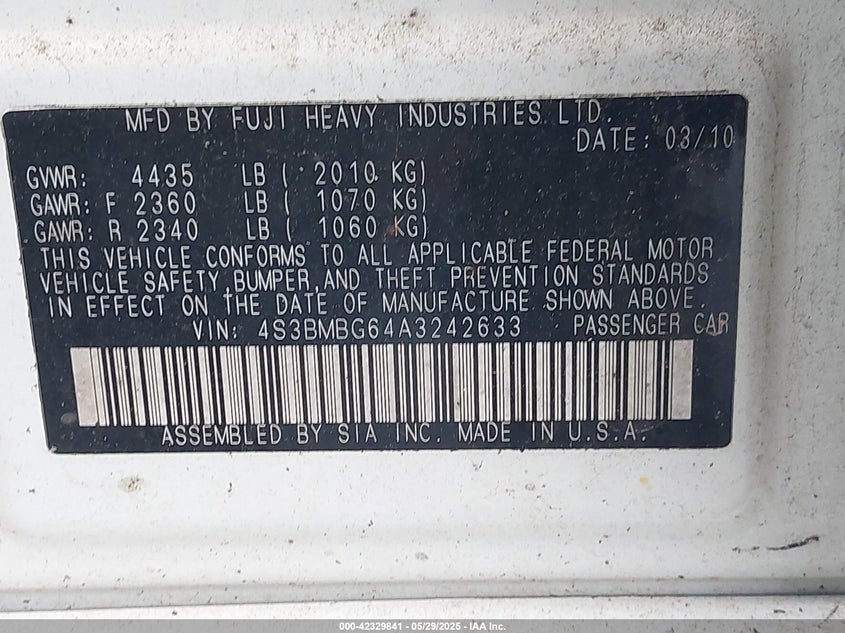 MFD BY FUJI HEAVY INDUSTRIES LTD.
DATE: 03/10
GVWR: 4435 LB ( 2010 KG)
GAWR: F 2360 LB ( 1070 KG)
GAWR: R 2340 LB ( 1060 KG)
THIS VEHICLE CONFORMS TO ALL APPLICABLE FEDERAL MOTOR
VEHICLE SAFETY,BUMPER,AND THEFT PREVENTION STANDARDS
IN EFFECT ON THE DATE OF MANUFACTURE SHOWN ABOVE.
VIN: 4S3BMBG64A3242633 PASSENGER CAR
ASSEMBLED BY SIA INC. MADE IN U.S.A.
000-42329841 - 05/29/2025 - IAA Inc.